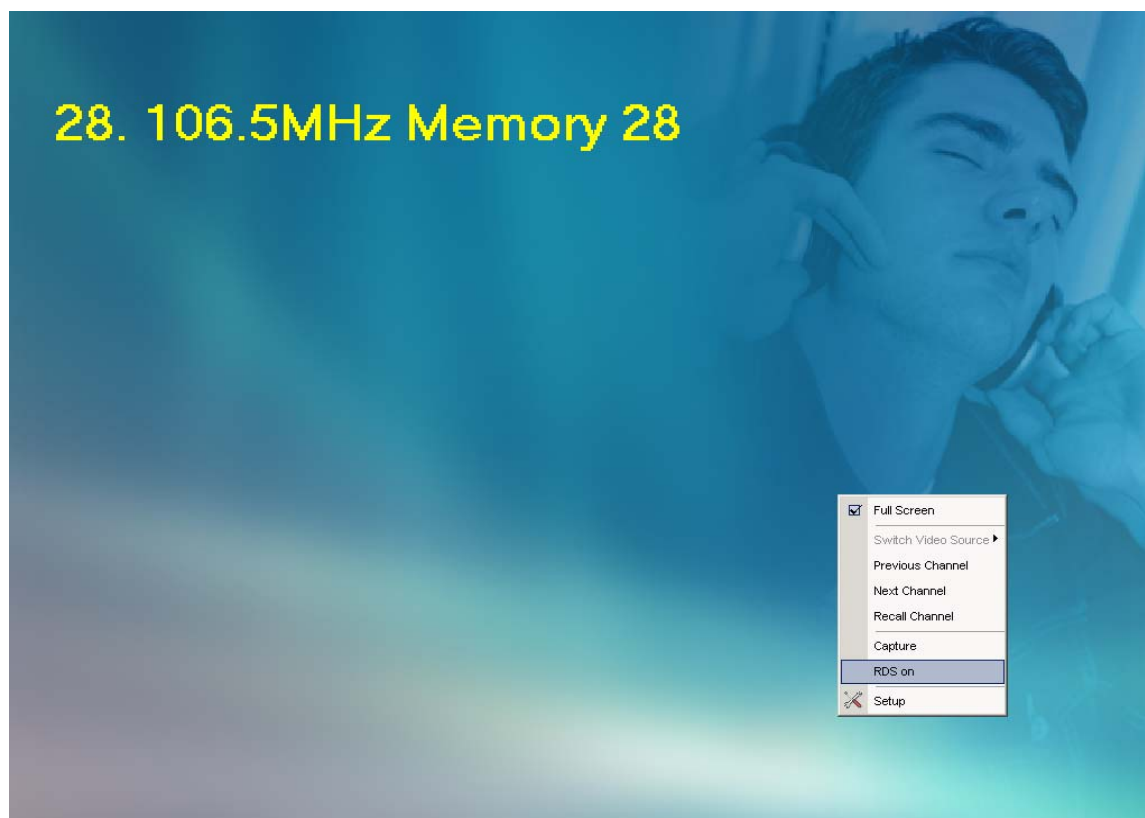 28. 106.5MHz Memory 28
Full Screen
Switch Video Source
Previous Channel
Next Channel
Recall Channel
Capture
RDS on
Setup